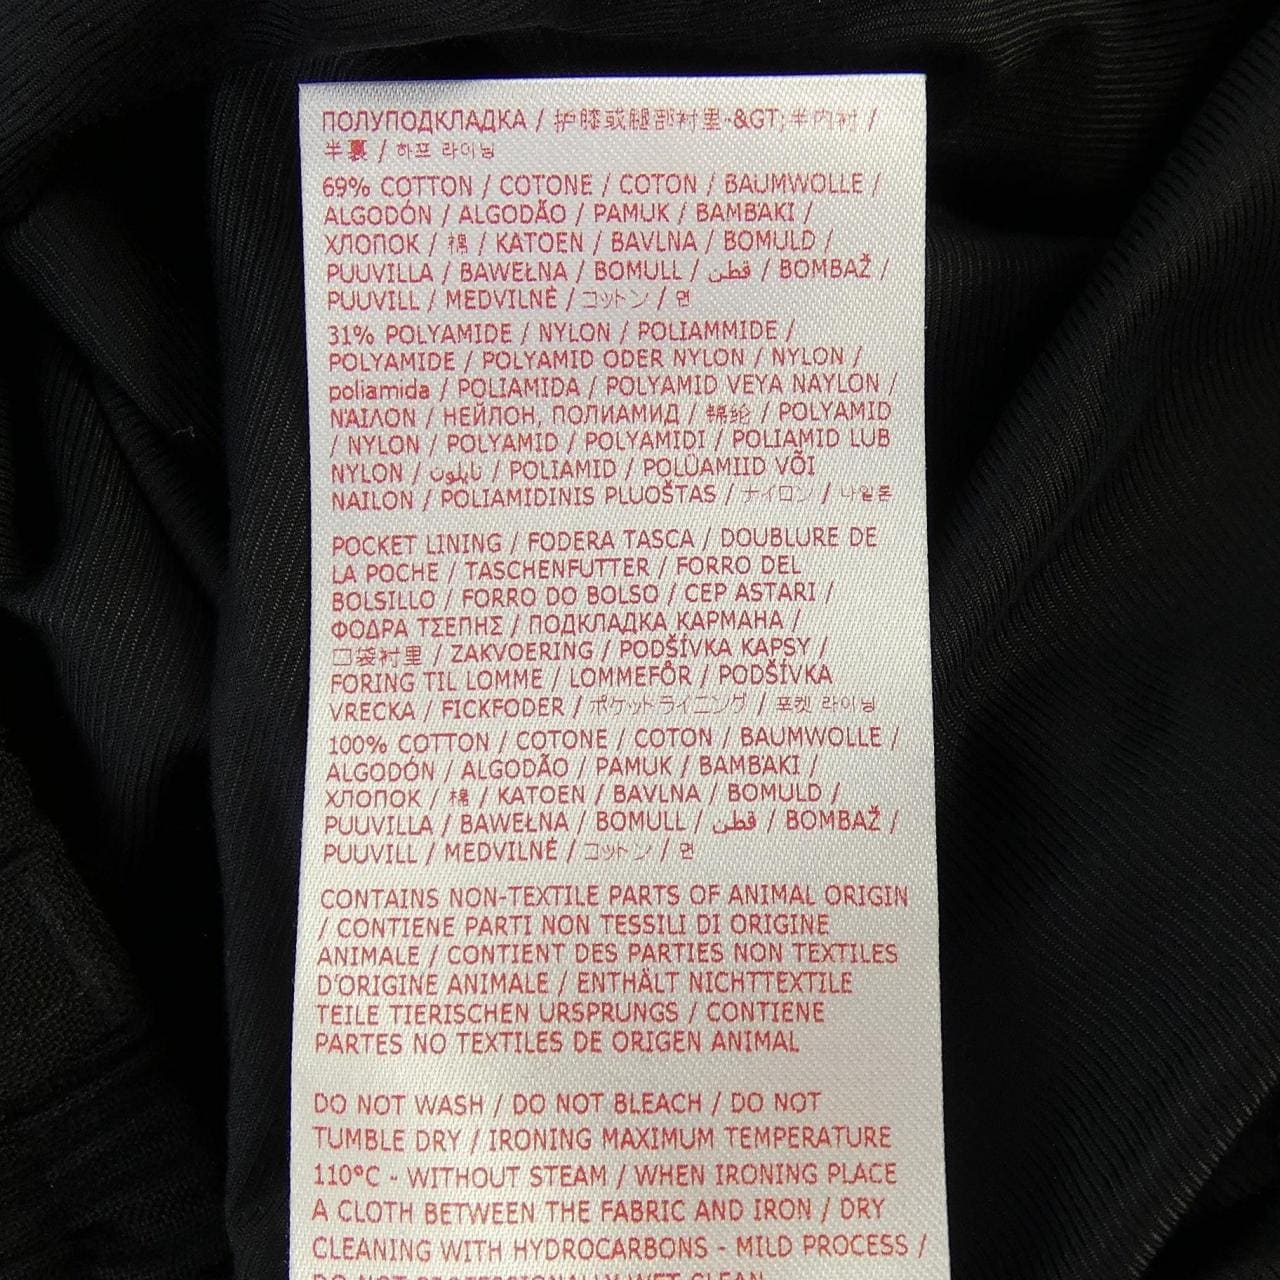 ПОЛУПОДКЛАДКА / 护膝或腿部衬里-&GT;半内衬 /
半裏 / 하프 라이닝
69% COTTON / COTONE / COTON / BAUMWOLLE /
ALGODÓN / ALGODÃO / PAMUK / ΒΑΜΒΆΚΙ /
ХЛОПОК / 棉 / KATOEN / BAVLNA / BOMULD /
PUUVILLA / BAWEŁNA / BOMULL / قطن / BOMBAŽ /
PUUVILL / MEDVILNĖ / コットン / 면
31% POLYAMIDE / NYLON / POLIAMMIDE /
POLYAMIDE / POLYAMID ODER NYLON / NYLON /
poliamida / POLIAMIDA / POLYAMID VEYA NAYLON /
ΝΆΙΛΟΝ / НЕЙЛОН, ПОЛИАМИД / 锦纶 / POLYAMID
/ NYLON / POLYAMID / POLYAMIDI / POLIAMID LUB
NYLON / نايلون / POLIAMID / POLÜAMIID VÕI
NAILON / POLIAMIDINIS PLUOŠTAS / ナイロン / 나일론
POCKET LINING / FODERA TASCA / DOUBLURE DE
LA POCHE / TASCHENFUTTER / FORRO DEL
BOLSILLO / FORRO DO BOLSO / CEP ASTARI /
ΦΟΔΡΑ ΤΣΕΠΗΣ / ПОДКЛАДКА КАРМАНА /
口袋衬里 / ZAKVOERING / PODŠÍVKA KAPSY /
FORING TIL LOMME / LOMMEFÔR / PODŠÍVKA
VRECKA / FICKFODER / ポケットライニング / 포켓 라이닝
100% COTTON / COTONE / COTON / BAUMWOLLE /
ALGODÓN / ALGODÃO / PAMUK / ΒΑΜΒΆΚΙ /
ХЛОПОК / 棉 / KATOEN / BAVLNA / BOMULD /
PUUVILLA / BAWEŁNA / BOMULL / قطن / BOMBAŽ /
PUUVILL / MEDVILNĖ / コットン / 면
CONTAINS NON-TEXTILE PARTS OF ANIMAL ORIGIN
/ CONTIENE PARTI NON TESSILI DI ORIGINE
ANIMALE / CONTIENT DES PARTIES NON TEXTILES
D'ORIGINE ANIMALE / ENTHÄLT NICHTTEXTILE
TEILE TIERISCHEN URSPRUNGS / CONTIENE
PARTES NO TEXTILES DE ORIGEN ANIMAL
DO NOT WASH / DO NOT BLEACH / DO NOT
TUMBLE DRY / IRONING MAXIMUM TEMPERATURE
110°C - WITHOUT STEAM / WHEN IRONING PLACE
A CLOTH BETWEEN THE FABRIC AND IRON / DRY
CLEANING WITH HYDROCARBONS - MILD PROCESS /
DO NOT PROFESSIONALLY WET CLEAN